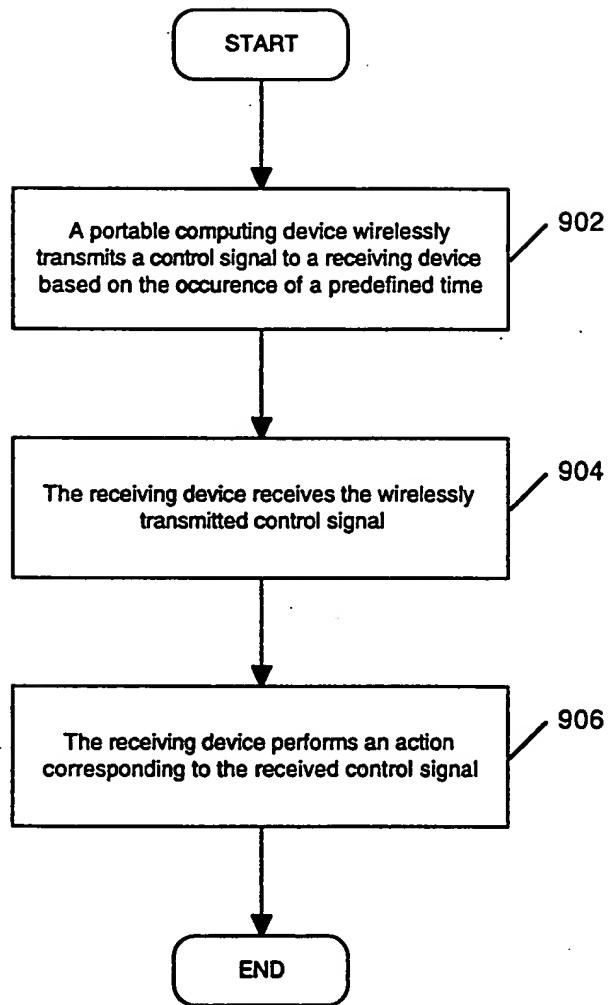 START
A portable computing device wirelessly
transmits a control signal to a receiving device
based on the occurence of a predefined time
902
The receiving device receives the wirelessly
transmitted control signal
904
The receiving device performs an action
corresponding to the received control signal
906
END